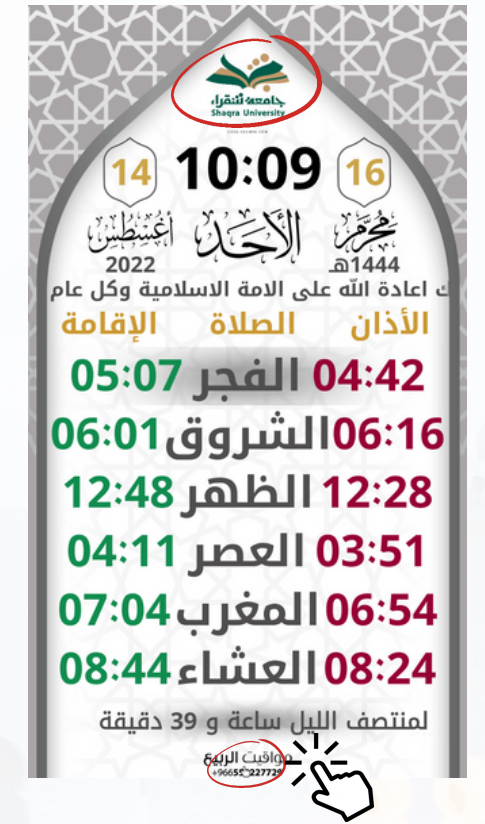 جامعة شقراء
Shaqra University
16 10:09 14
محرم الأحد أغسطس
1444هـ 2022
اعادة الله على الامة الاسلامية وكل عام
الأذان الصلاة الإقامة
04:42 الفجر 05:07
06:16 الشروق 06:01
12:28 الظهر 12:48
03:51 العصر 04:11
06:54 المغرب 07:04
08:24 العشاء 08:44
لمنتصف الليل ساعة و 39 دقيقة
مواقيت الربيع